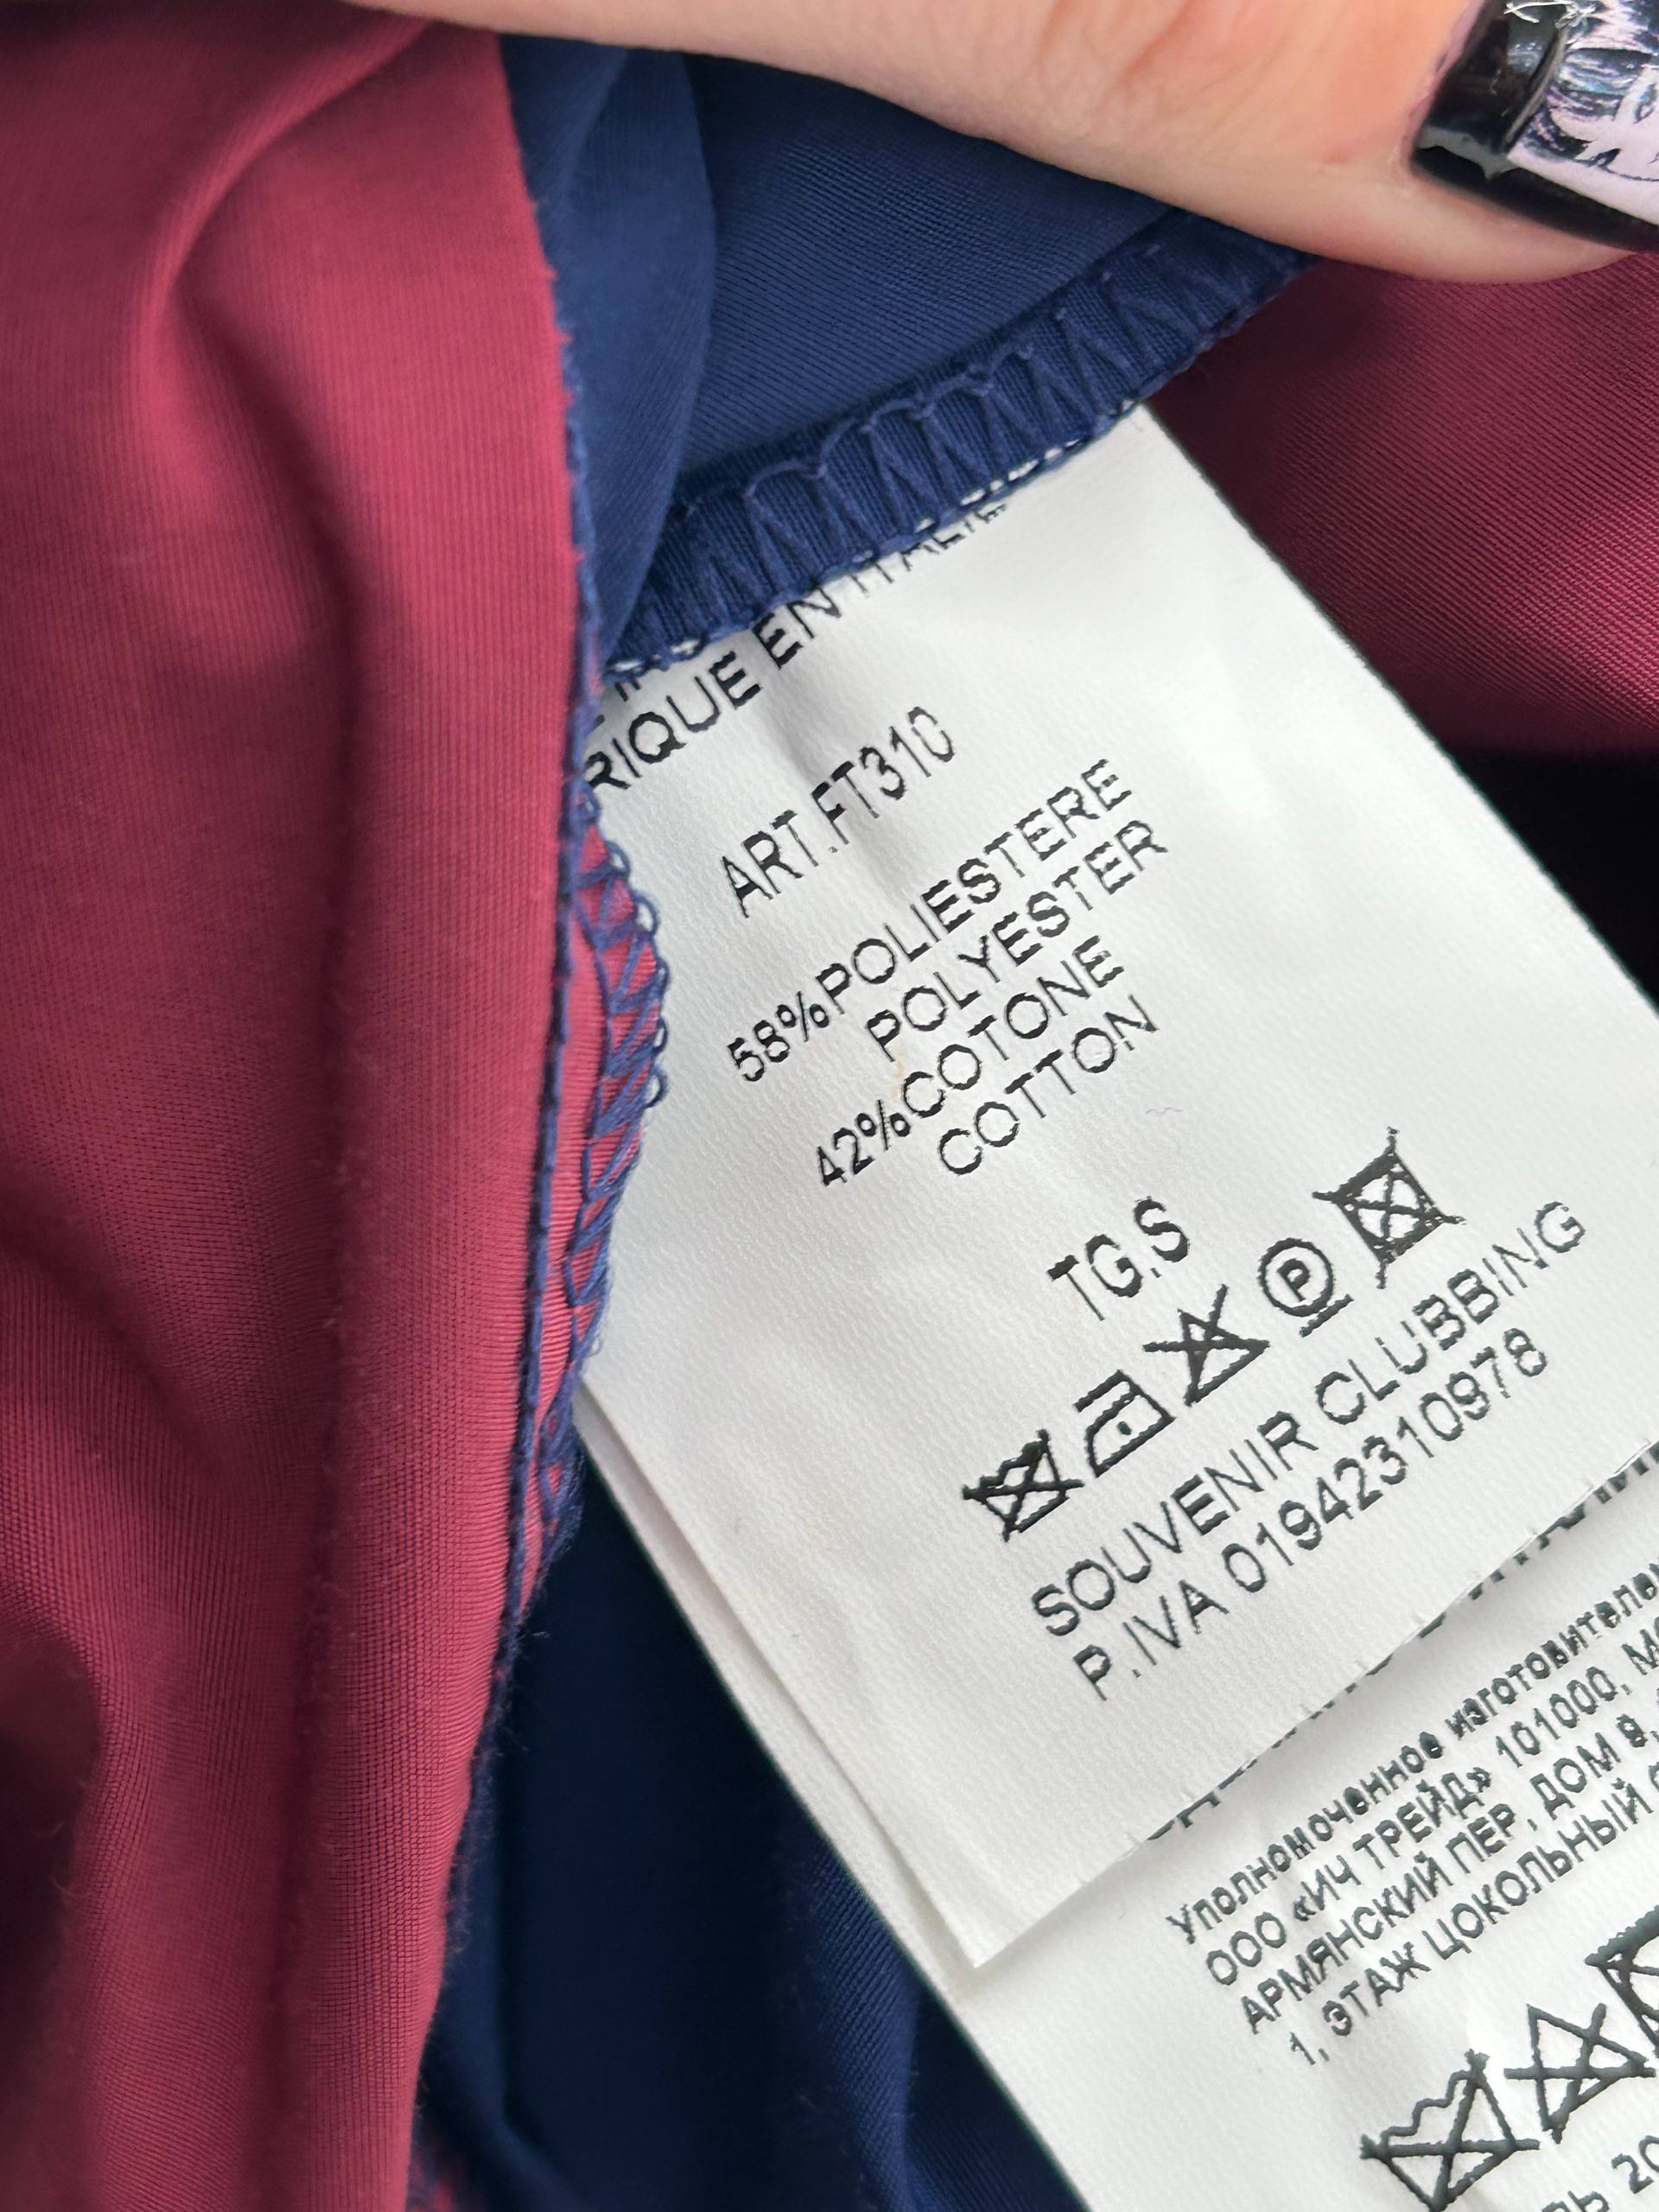 RIQUE EN ITALIE
ART.FT310
58%POLIESTERE
POLYESTER
42%COTONE
COTTON
TG.S
P
SOUVENIR CLUBBING
P.IVA 01942310978
Уполномоченное изготовителем
ООО «ИЧ ТРЕЙД» 101000,
АРМЯНСКИЙ ПЕР, ДОМ 9,
1, ЭТАЖ ЦОКОЛЬНЫЙ